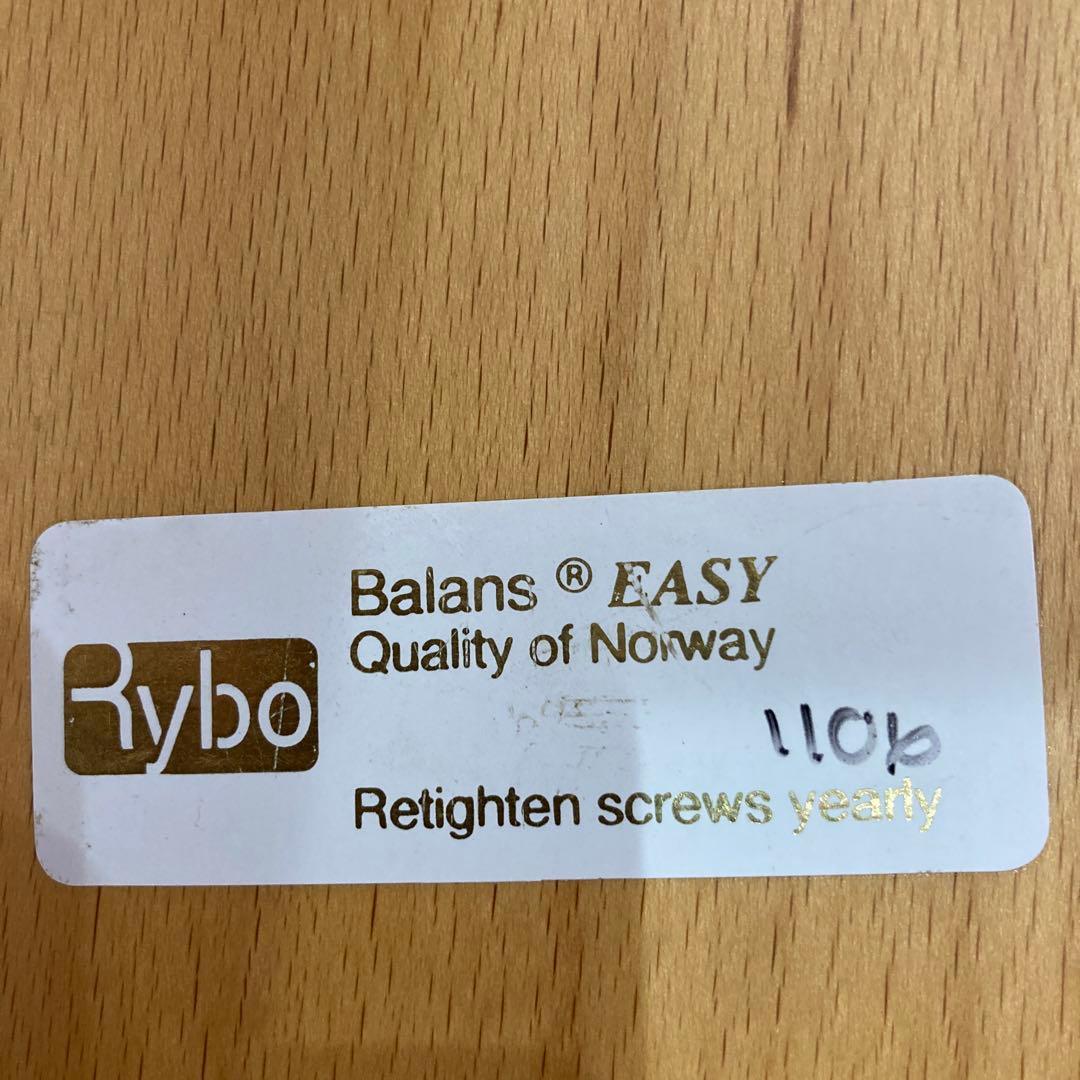 Rybo
Balans ® EASY
Quality of Norway
1106
Retighten screws yearly